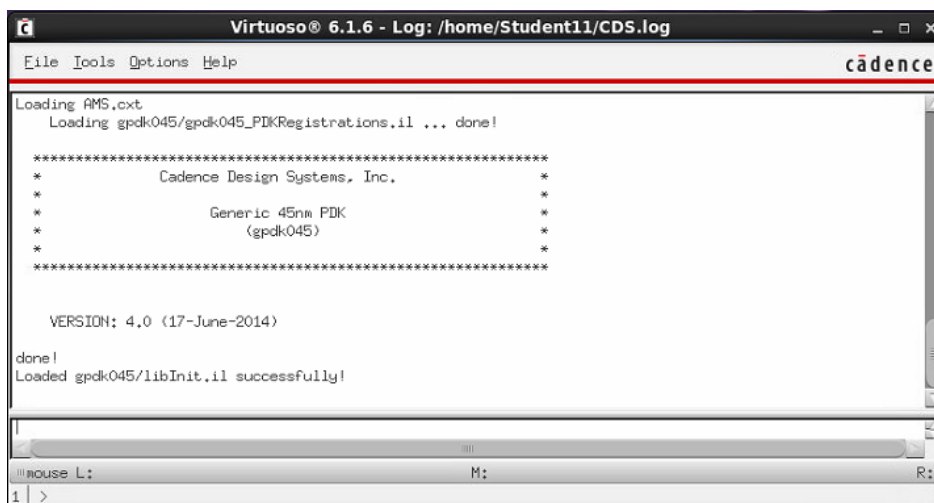 Virtuoso® 6.1.6 - Log: /home/Student11/CDS.log
File Tools Options Help
cādence
Loading AMS.cxt
Loading gpdk045/gpdk045_PDKRegistrations.il ... done!
****************************************************************
* Cadence Design Systems, Inc. *
* *
* Generic 45nm PDK *
* (gpdk045) *
* *
****************************************************************
VERSION: 4.0 (17-June-2014)
done!
Loaded gpdk045/libInit.il successfully!
mouse L: M: R:
1 >